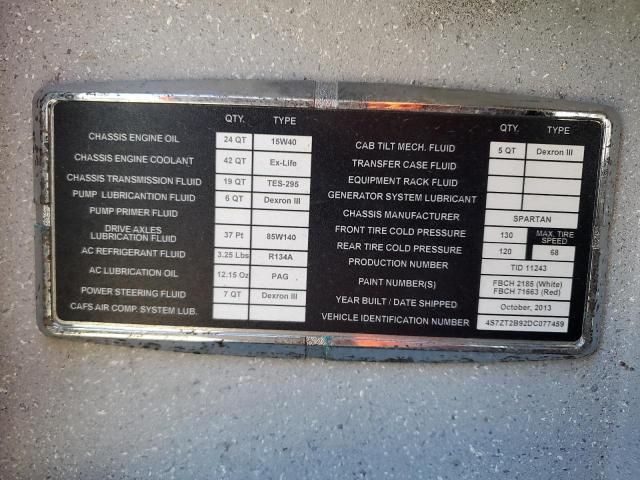 QTY. TYPE
CHASSIS ENGINE OIL 24 QT 15W40
CHASSIS ENGINE COOLANT 42 QT Ex-Life
CHASSIS TRANSMISSION FLUID 19 QT TES-295
PUMP LUBRICANTION FLUID 6 QT Dexron III
PUMP PRIMER FLUID
DRIVE AXLES
LUBRICATION FLUID 37 Pt 85W140
AC REFRIGERANT FLUID 3.25 Lbs R134A
AC LUBRICATION OIL 12.15 Oz PAG
POWER STEERING FLUID 7 QT Dexron III
CAFS AIR COMP. SYSTEM LUB.
QTY. TYPE
CAB TILT MECH. FLUID 5 QT Dexron III
TRANSFER CASE FLUID
EQUIPMENT RACK FLUID
GENERATOR SYSTEM LUBRICANT
CHASSIS MANUFACTURER SPARTAN
FRONT TIRE COLD PRESSURE 130 MAX. TIRE
SPEED
REAR TIRE COLD PRESSURE 120 68
PRODUCTION NUMBER TID 11243
PAINT NUMBER(S) FBCH 2185 (White)
FBCH 71663 (Red)
YEAR BUILT / DATE SHIPPED October, 2013
VEHICLE IDENTIFICATION NUMBER 4S7ZT2B92DC077459